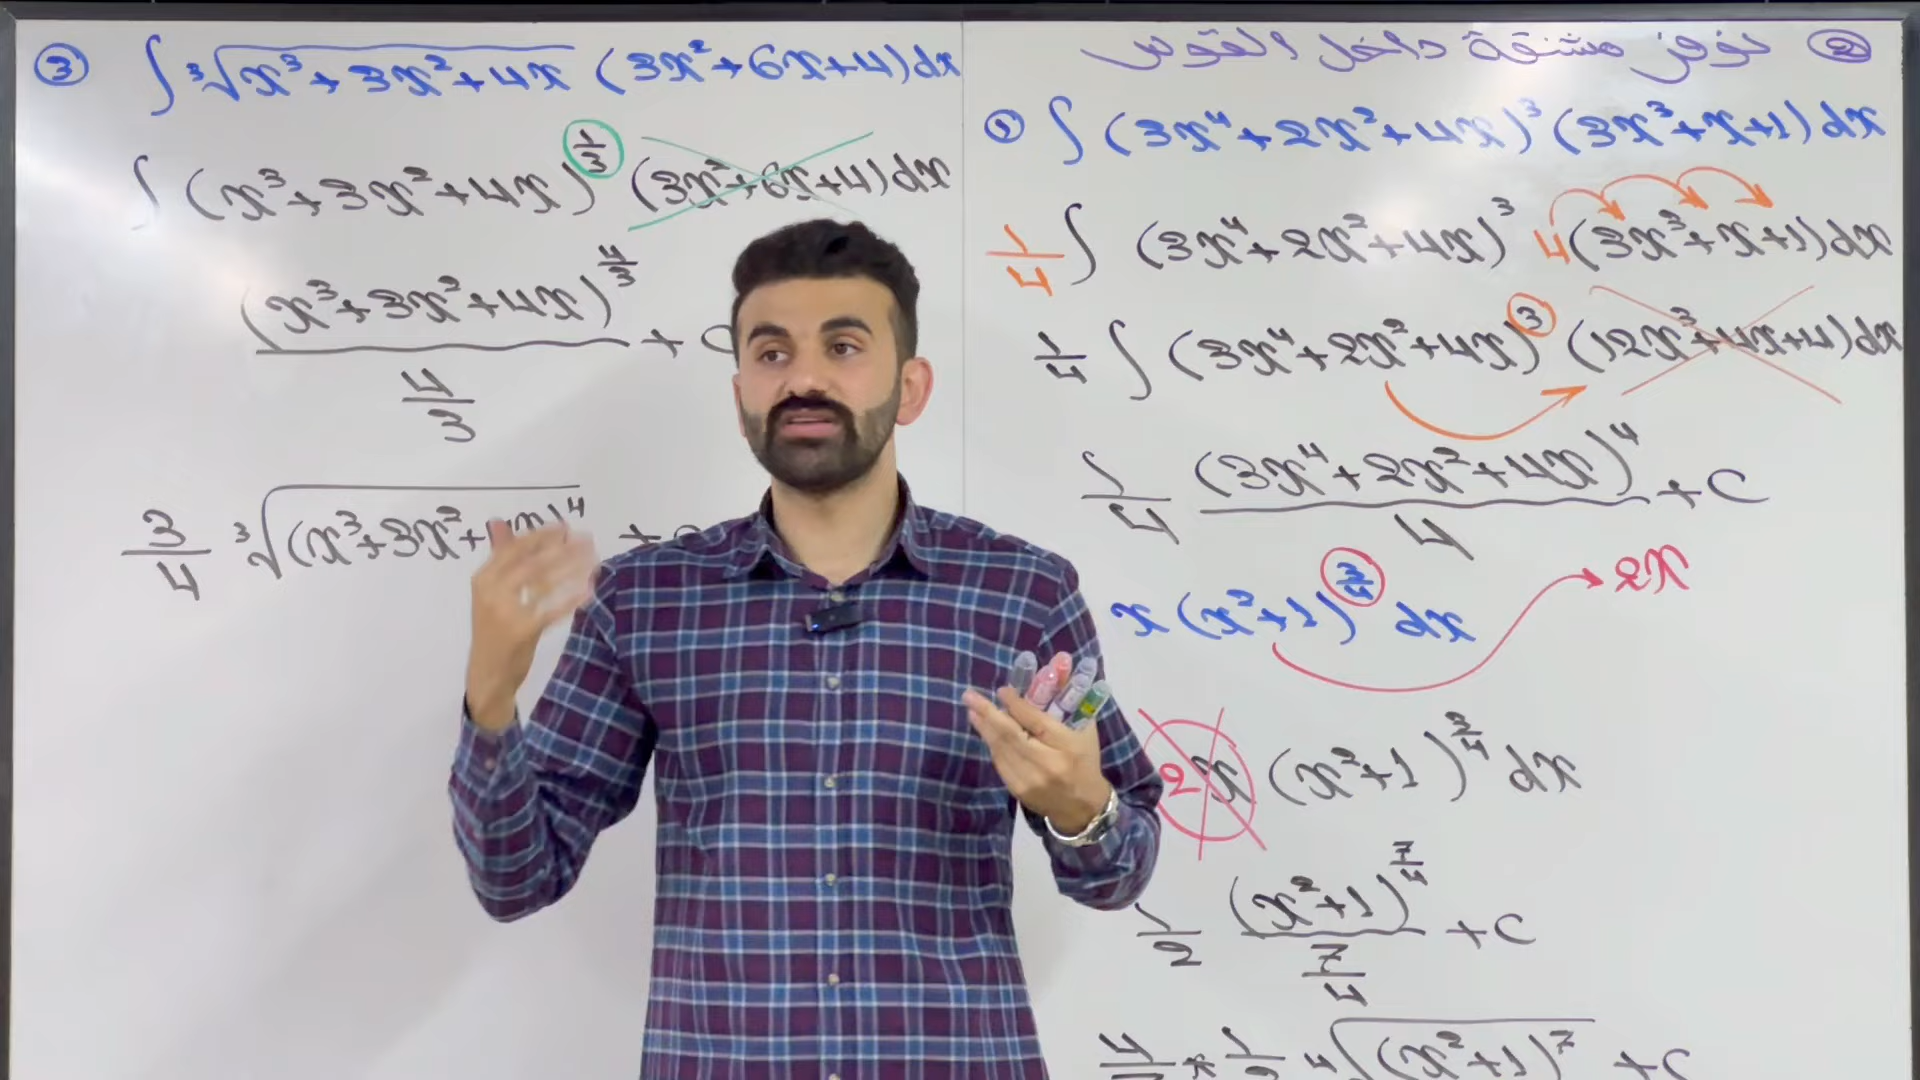 ③ ∫ ∛(x³+3x²+4x) (3x²+6x+4)dx
∫ (x³+3x²+4x)^(1/3) (3x²+6x+4)dx
(x³+3x²+4x)^(4/3) / (4/3) + C
3/4 ∛((x³+3x²+4x)⁴ +
② نوفر مشتقة داخل القوس
① ∫ (3x⁴+2x²+4x)³ (3x³+x+1)dx
1/4 ∫ (3x⁴+2x²+4x)³ 4(3x³+x+1)dx
1/4 ∫ (3x⁴+2x²+4x)³ (12x³+4x+4)dx
1/4 (3x⁴+2x²+4x)⁴ / 4 + C
x(x²+1)^(3/4) dx → 2x
2x (x²+1)^(3/4) dx
1/2 (x²+1)^(7/4) / (7/4) + C
∜((x²+1)⁷) + C